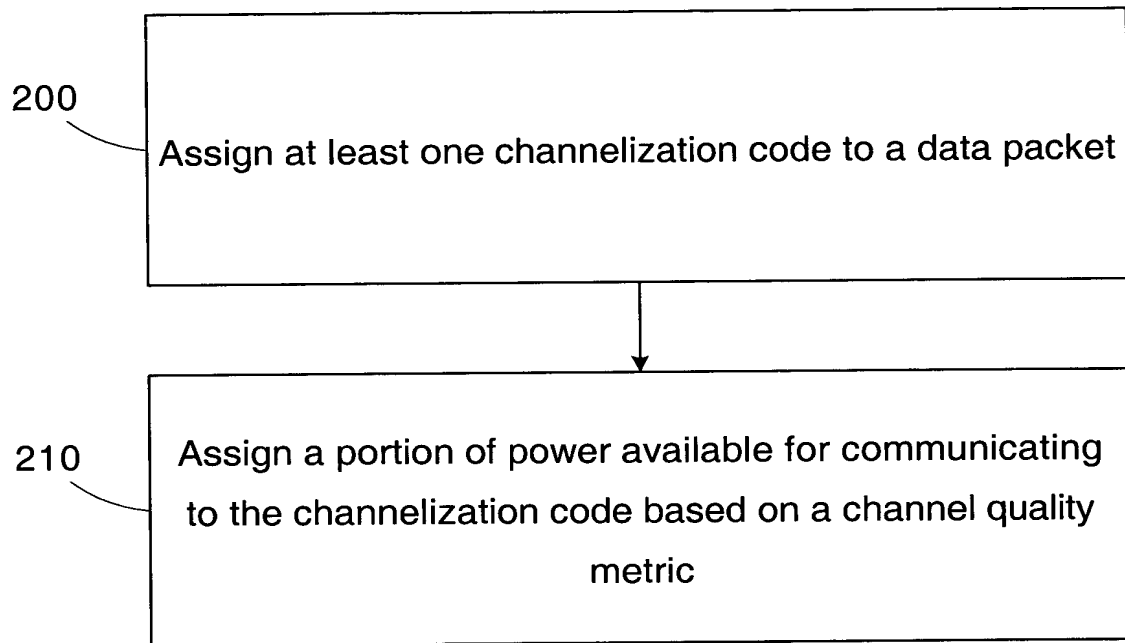 200
Assign at least one channelization code to a data packet
210
Assign a portion of power available for communicating
to the channelization code based on a channel quality
metric